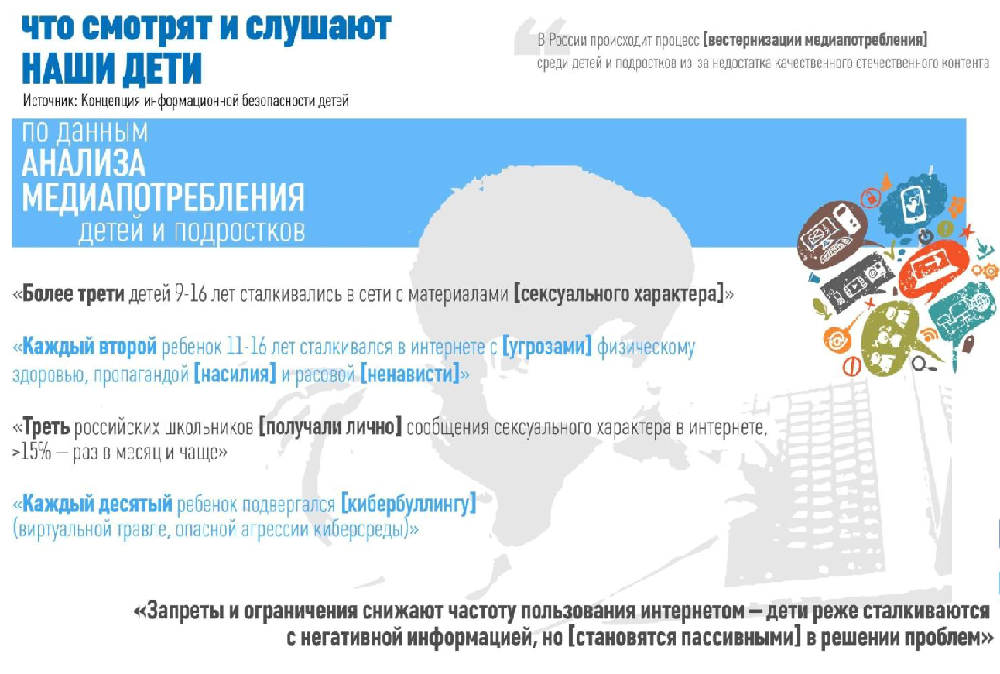 что смотрят и слушают
НАШИ ДЕТИ
Источник: Концепция информационной безопасности детей
В России происходит процесс [вестернизации медиапотребления]
среди детей и подростков из-за недостатка качественного отечественного контента
по данным
АНАЛИЗА
МЕДИАПОТРЕБЛЕНИЯ
детей и подростков
«Более трети детей 9-16 лет сталкивались в сети с материалами [сексуального характера]»
«Каждый второй ребенок 11-16 лет сталкивался в интернете с [угрозами] физическому
здоровью, пропагандой [насилия] и расовой [ненависти]»
«Треть российских школьников [получали лично] сообщения сексуального характера в интернете,
>15% – раз в месяц и чаще»
«Каждый десятый ребенок подвергался [кибербуллингу]
(виртуальной травле, опасной агрессии киберсреды)»
«Запреты и ограничения снижают частоту пользования интернетом – дети реже сталкиваются
с негативной информацией, но [становятся пассивными] в решении проблем»